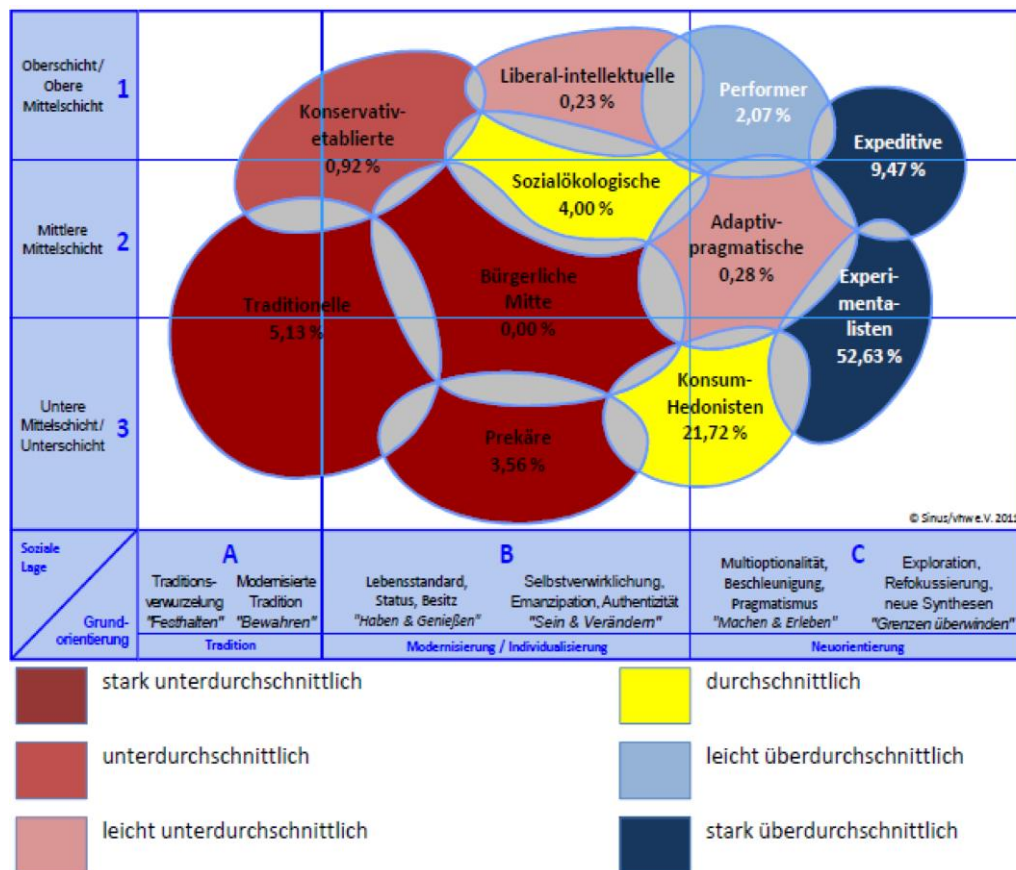 Oberschicht/
Obere
Mittelschicht
1
Mittlere
Mittelschicht
2
Untere
Mittelschicht/
Unterschicht
3
Konservativ-
etablierte
0,92 %
Liberal-intellektuelle
0,23 %
Performer
2,07 %
Expeditive
9,47 %
Sozialökologische
4,00 %
Adaptiv-
pragmatische
0,28 %
Traditionelle
5,13 %
Bürgerliche
Mitte
0,00 %
Experi-
menta-
listen
52,63 %
Konsum-
Hedonisten
21,72 %
Prekäre
3,56 %
© Sinus/vhw e.V. 2011
Soziale
Lage
Grund-
orientierung
A
Traditions-
verwurzelung
"Festhalten"
Modernisierte
Tradition
"Bewahren"
Tradition
B
Lebensstandard,
Status, Besitz
"Haben & Genießen"
Selbstverwirklichung,
Emanzipation, Authentizität
"Sein & Verändern"
Modernisierung / Individualisierung
C
Multioptionalität,
Beschleunigung,
Pragmatismus
"Machen & Erleben"
Exploration,
Refokussierung,
neue Synthesen
"Grenzen überwinden"
Neuorientierung
stark unterdurchschnittlich
unterdurchschnittlich
leicht unterdurchschnittlich
durchschnittlich
leicht überdurchschnittlich
stark überdurchschnittlich